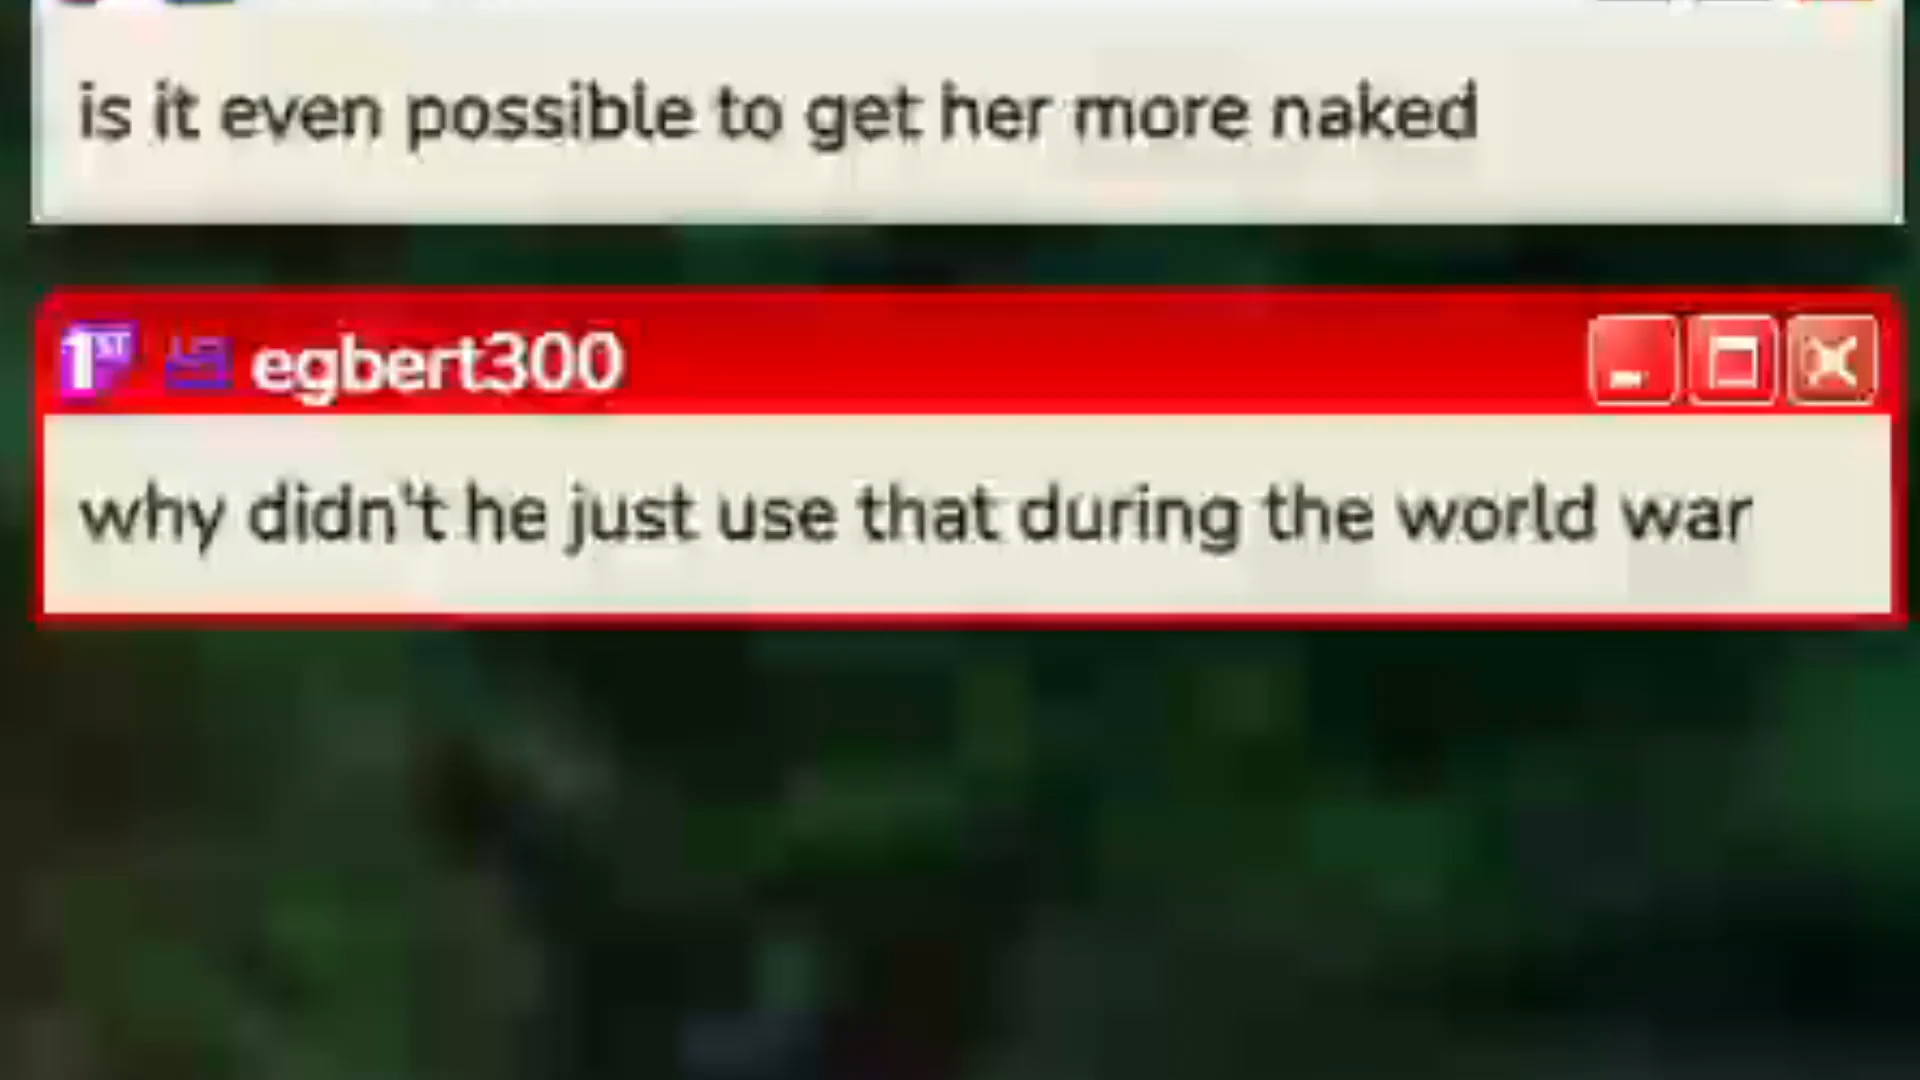 is it even possible to get her more naked
1ST egbert300
why didn't he just use that during the world war